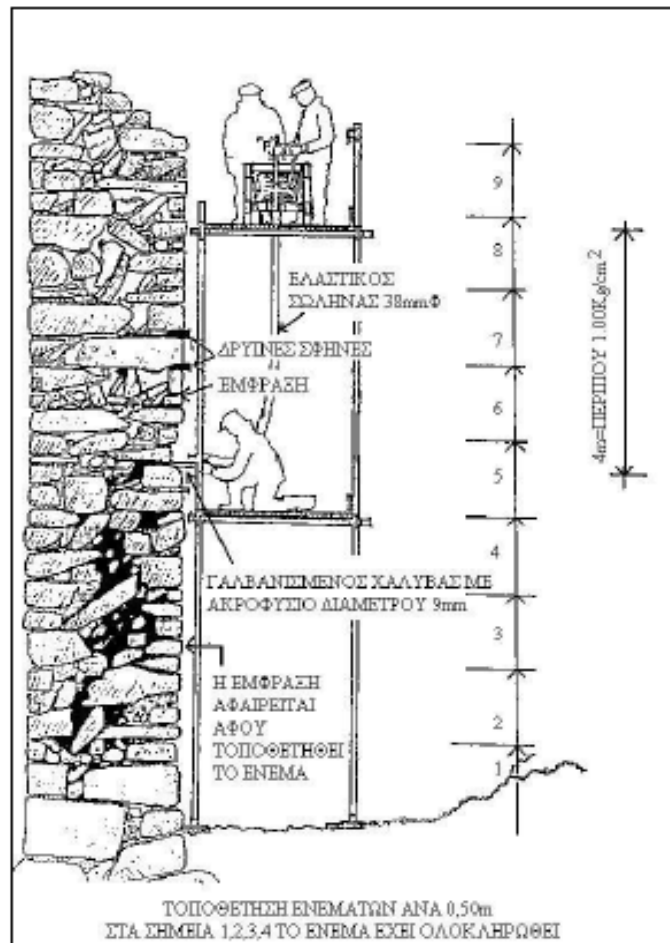 9
8
ΕΛΑΣΤΙΚΟΣ
ΣΩΛΗΝΑΣ 38mmΦ
7
ΔΡΥΙΝΕΣ ΣΦΗΝΕΣ
ΕΜΦΡΑΞΗ
6
4m=ΠΕΡΙΠΟΥ 1.00Kg/cm²
5
4
ΓΑΛΒΑΝΙΣΜΕΝΟΣ ΧΑΛΥΒΑΣ ΜΕ
ΑΚΡΟΦΥΣΙΟ ΔΙΑΜΕΤΡΟΥ 9mm
3
Η ΕΜΦΡΑΞΗ
ΑΦΑΙΡΕΙΤΑΙ
ΑΦΟΥ
ΤΟΠΟΘΕΤΗΘΕΙ
ΤΟ ΕΝΕΜΑ
2
1
ΤΟΠΟΘΕΤΗΣΗ ΕΝΕΜΑΤΩΝ ΑΝΑ 0,50m
ΣΤΑ ΣΗΜΕΙΑ 1,2,3,4 ΤΟ ΕΝΕΜΑ ΕΧΕΙ ΟΛΟΚΛΗΡΩΘΕΙ